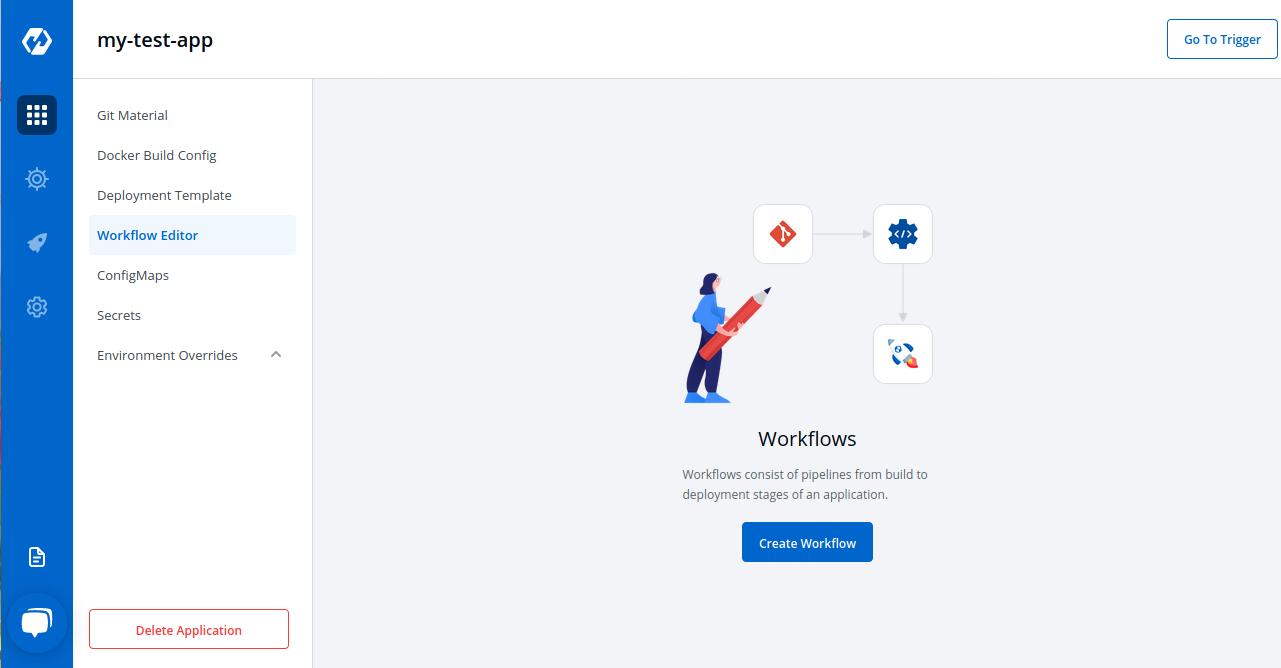 my-test-app
Go To Trigger
Git Material
Docker Build Config
Deployment Template
Workflow Editor
ConfigMaps
Secrets
Environment Overrides
Workflows
Workflows consist of pipelines from build to
deployment stages of an application.
Create Workflow
Delete Application